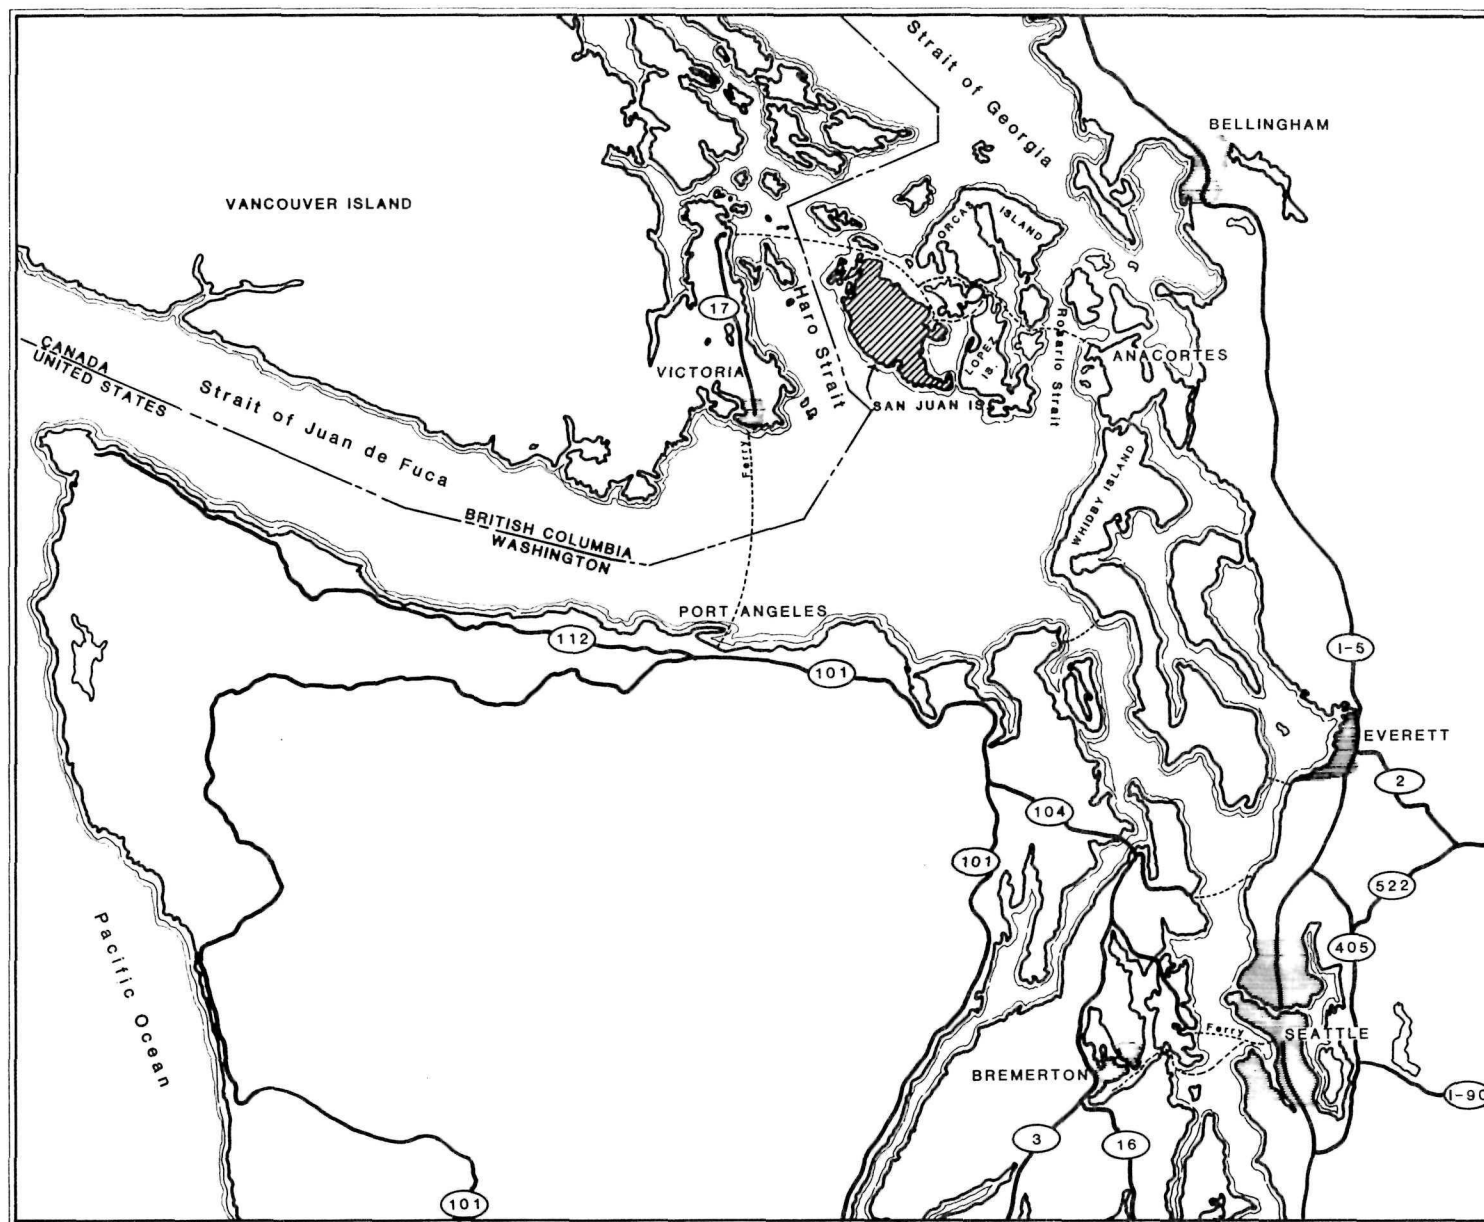 Strait of Georgia
BELLINGHAM
VANCOUVER ISLAND
ORCAS
ISLAND
17
Haro Strait
Rosario Strait
CANADA
UNITED STATES
VICTORIA
LOPEZ
IS.
ANACORTES
Strait of Juan de Fuca
SAN JUAN IS
Ferry
WHIDBY ISLAND
BRITISH COLUMBIA
WASHINGTON
PORT ANGELES
112
101
I-5
EVERETT
2
104
101
522
405
Pacific Ocean
Ferry
SEATTLE
BREMERTON
I-90
3
16
101